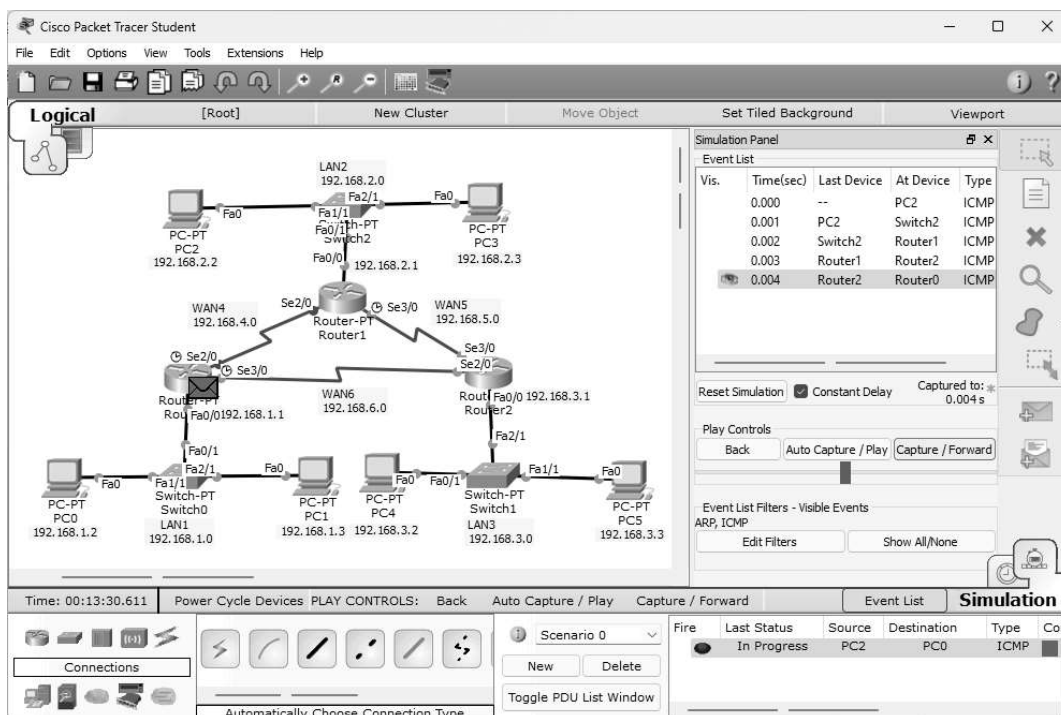 Cisco Packet Tracer Student
File Edit Options View Tools Extensions Help
Logical [Root] New Cluster Move Object Set Tiled Background Viewport
LAN2
192.168.2.0
Fa0 Fa1/1 Fa2/1 Fa0
PC-PT
PC2
192.168.2.2
Fa0/1
Switch2
PC-PT
PC3
192.168.2.3
Fa0/0 192.168.2.1
WAN4
192.168.4.0
Se2/0
Se3/0
WAN5
192.168.5.0
Router-PT
Router1
Se2/0
Se3/0
Se3/0
Se2/0
WAN6
192.168.6.0
Fa0/0 192.168.1.1
Router2
Fa0/0 192.168.3.1
Fa0/1
Fa2/1
Fa0 Fa1/1 Fa2/1 Fa0
Fa0 Fa0/1 Fa1/1 Fa0
PC-PT
PC0
192.168.1.2
Switch-PT
Switch0
LAN1
192.168.1.0
PC-PT
PC1
192.168.1.3
PC-PT
PC4
192.168.3.2
Switch-PT
Switch1
LAN3
192.168.3.0
PC-PT
PC5
192.168.3.3
Simulation Panel
Event List
Vis. Time(sec) Last Device At Device Type
0.000 -- PC2 ICMP
0.001 PC2 Switch2 ICMP
0.002 Switch2 Router1 ICMP
0.003 Router1 Router2 ICMP
0.004 Router2 Router0 ICMP
Reset Simulation Constant Delay Captured to: *
0.004 s
Play Controls
Back Auto Capture / Play Capture / Forward
Event List Filters - Visible Events
ARP, ICMP
Edit Filters Show All/None
Time: 00:13:30.611 Power Cycle Devices PLAY CONTROLS: Back Auto Capture / Play Capture / Forward Event List Simulation
Connections
Automatically Choose Connection Type
Scenario 0
New Delete
Toggle PDU List Window
Fire Last Status Source Destination Type Co
In Progress PC2 PC0 ICMP